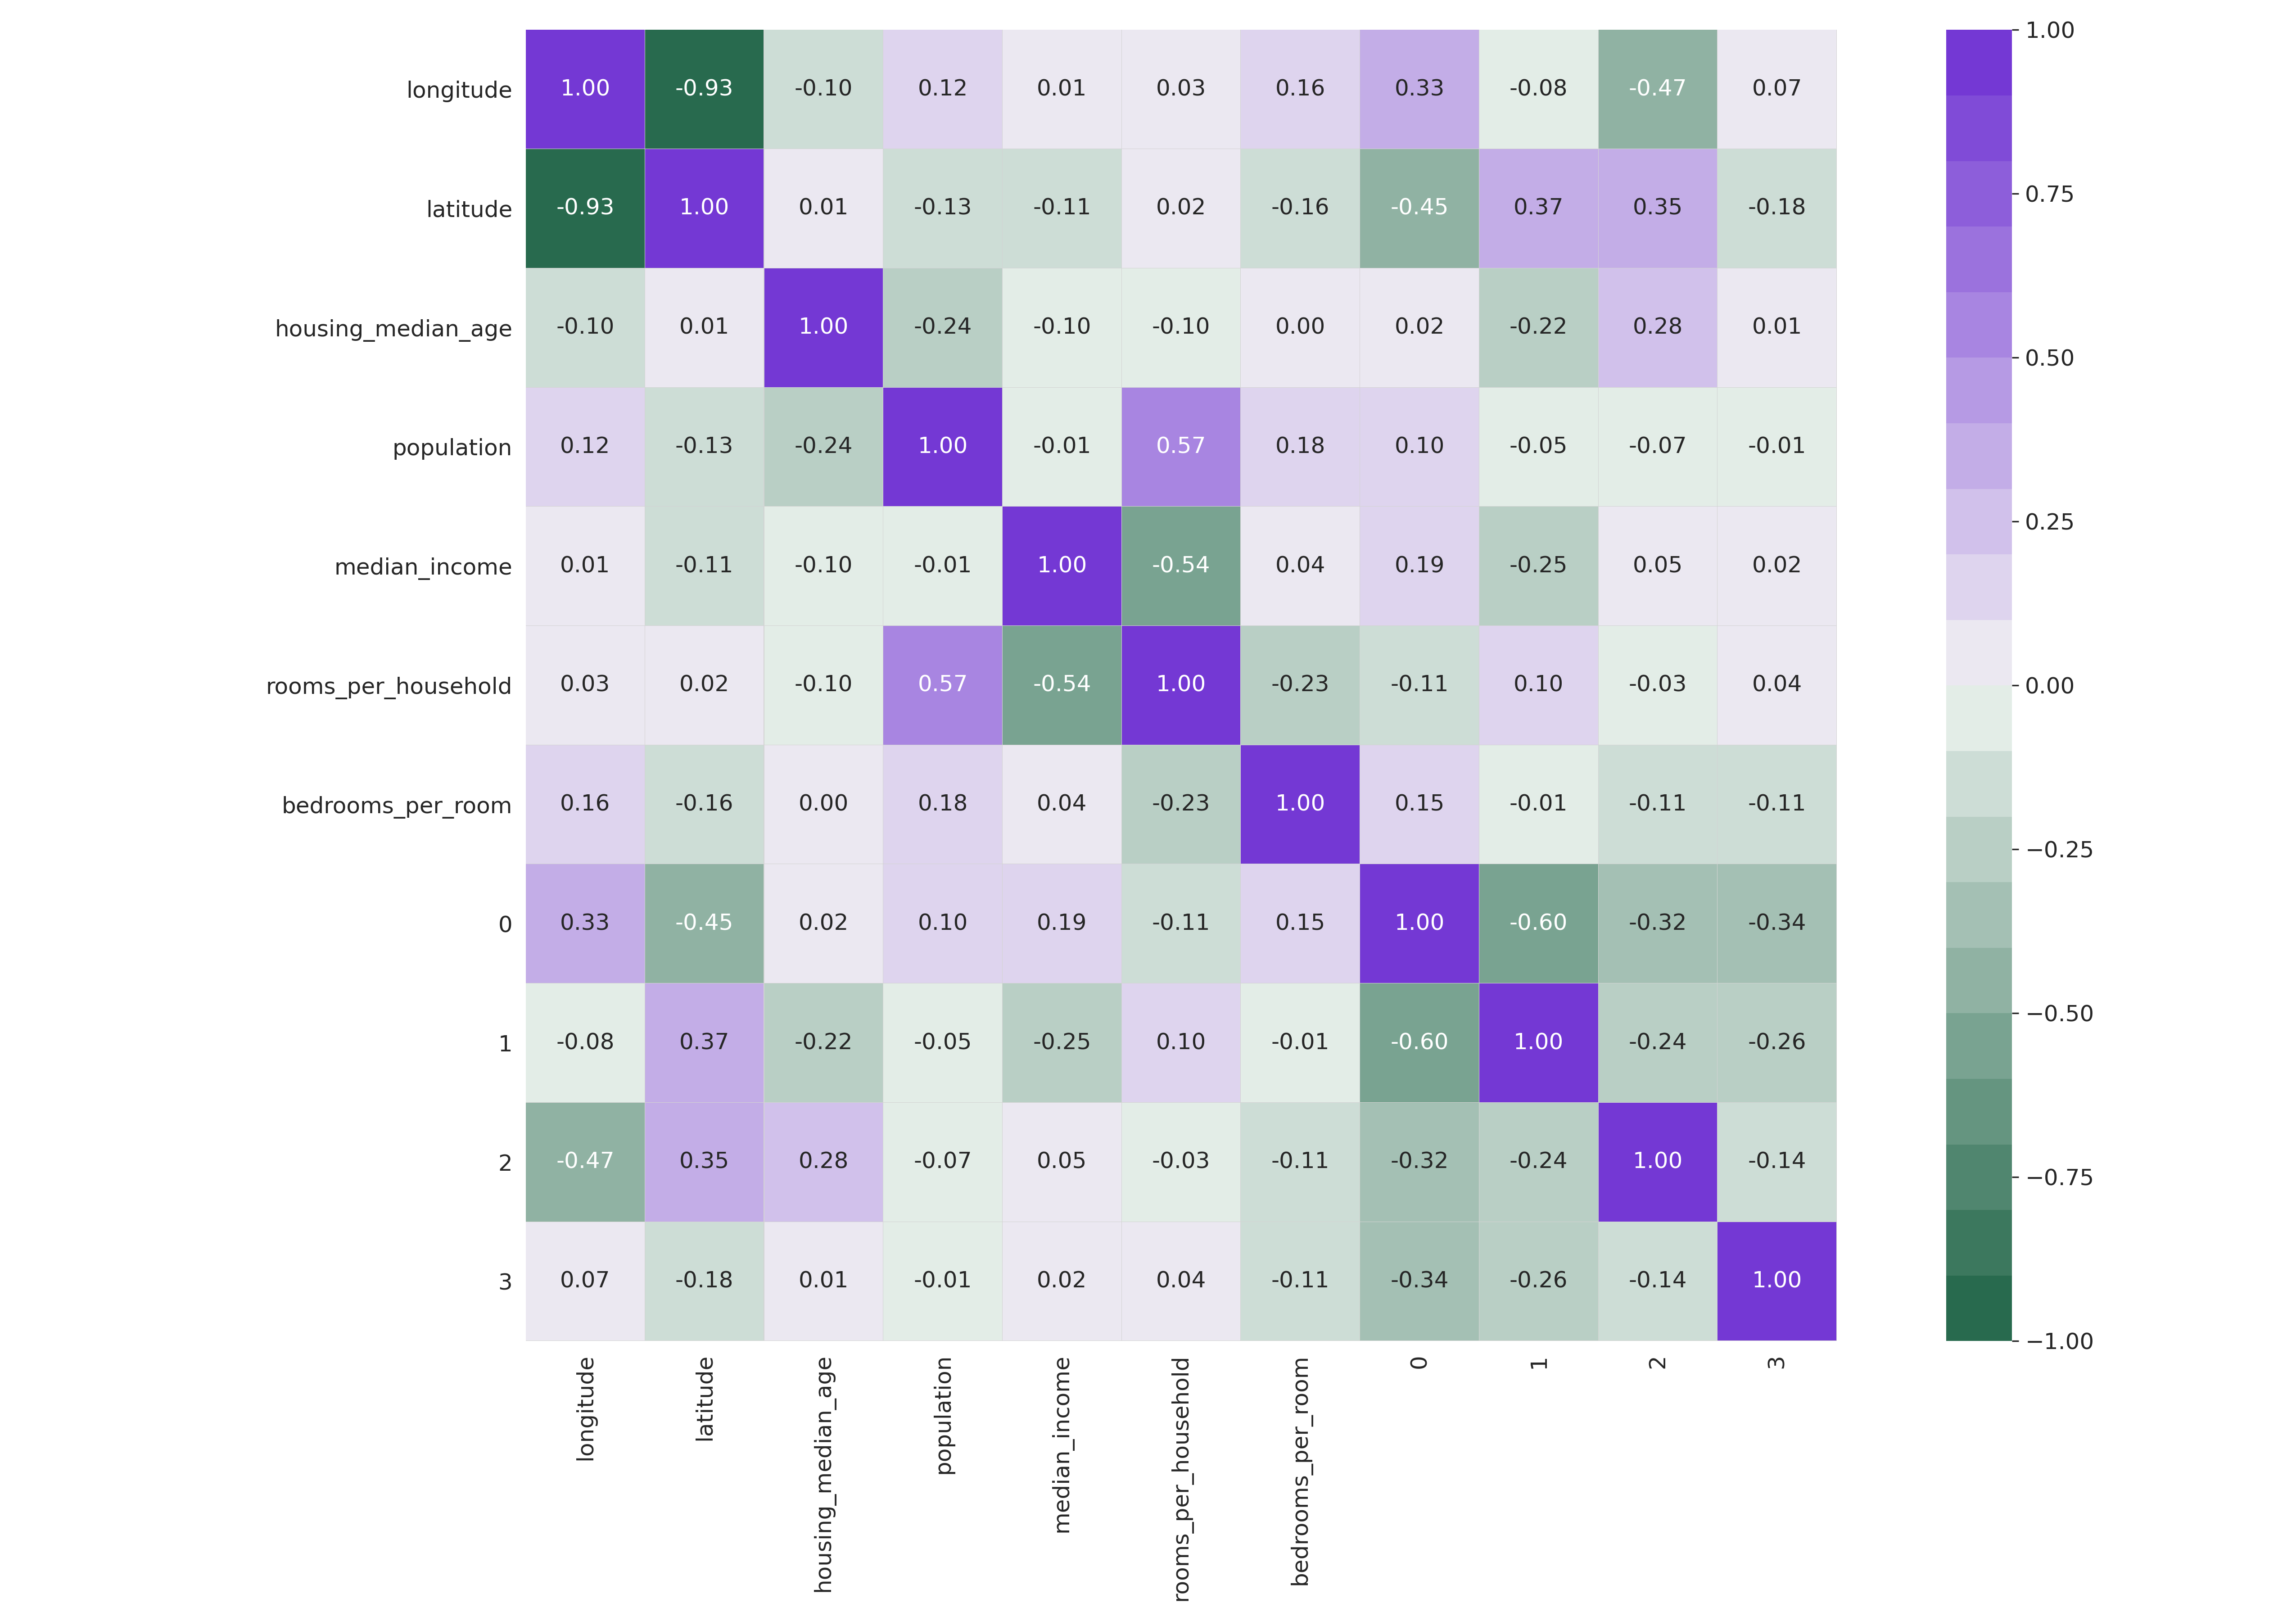 longitude 1.00 -0.93 -0.10 0.12 0.01 0.03 0.16 0.33 -0.08 -0.47 0.07
latitude -0.93 1.00 0.01 -0.13 -0.11 0.02 -0.16 -0.45 0.37 0.35 -0.18
housing_median_age -0.10 0.01 1.00 -0.24 -0.10 -0.10 0.00 0.02 -0.22 0.28 0.01
population 0.12 -0.13 -0.24 1.00 -0.01 0.57 0.18 0.10 -0.05 -0.07 -0.01
median_income 0.01 -0.11 -0.10 -0.01 1.00 -0.54 0.04 0.19 -0.25 0.05 0.02
rooms_per_household 0.03 0.02 -0.10 0.57 -0.54 1.00 -0.23 -0.11 0.10 -0.03 0.04
bedrooms_per_room 0.16 -0.16 0.00 0.18 0.04 -0.23 1.00 0.15 -0.01 -0.11 -0.11
0 0.33 -0.45 0.02 0.10 0.19 -0.11 0.15 1.00 -0.60 -0.32 -0.34
1 -0.08 0.37 -0.22 -0.05 -0.25 0.10 -0.01 -0.60 1.00 -0.24 -0.26
2 -0.47 0.35 0.28 -0.07 0.05 -0.03 -0.11 -0.32 -0.24 1.00 -0.14
3 0.07 -0.18 0.01 -0.01 0.02 0.04 -0.11 -0.34 -0.26 -0.14 1.00
longitude
latitude
housing_median_age
population
median_income
rooms_per_household
bedrooms_per_room
0
1
2
3
1.00
0.75
0.50
0.25
0.00
−0.25
−0.50
−0.75
−1.00